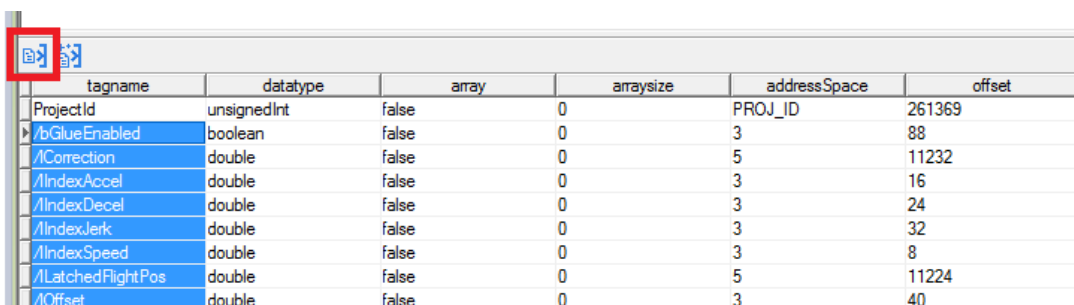 tagname datatype array arraysize addressSpace offset
ProjectId unsignedInt false 0 PROJ_ID 261369
/bGlueEnabled boolean false 0 3 88
/lCorrection double false 0 5 11232
/lIndexAccel double false 0 3 16
/lIndexDecel double false 0 3 24
/lIndexJerk double false 0 3 32
/lIndexSpeed double false 0 3 8
/lLatchedFlightPos double false 0 5 11224
/lOffset double false 0 3 40